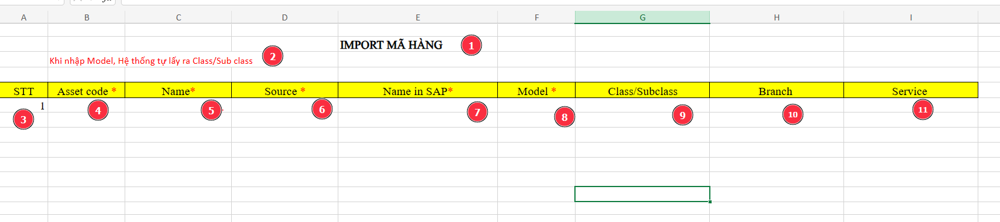 A B C D E F G H I
IMPORT MÃ HÀNG 1
Khi nhập Model, Hệ thống tự lấy ra Class/Sub class 2
STT Asset code * Name* Source * Name in SAP* Model * Class/Subclass Branch Service
1
3 4 5 6 7 8 9 10 11